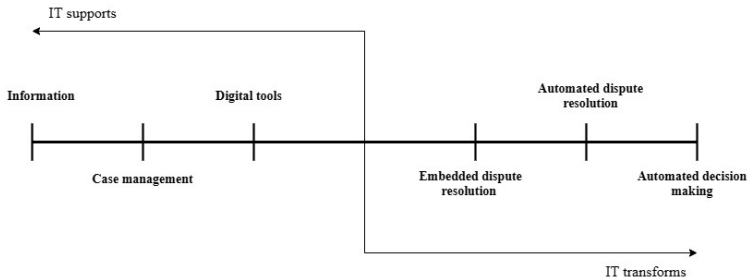 IT supports
Information
Digital tools
Automated dispute
resolution
Case management
Embedded dispute
resolution
Automated decision
making
IT transforms